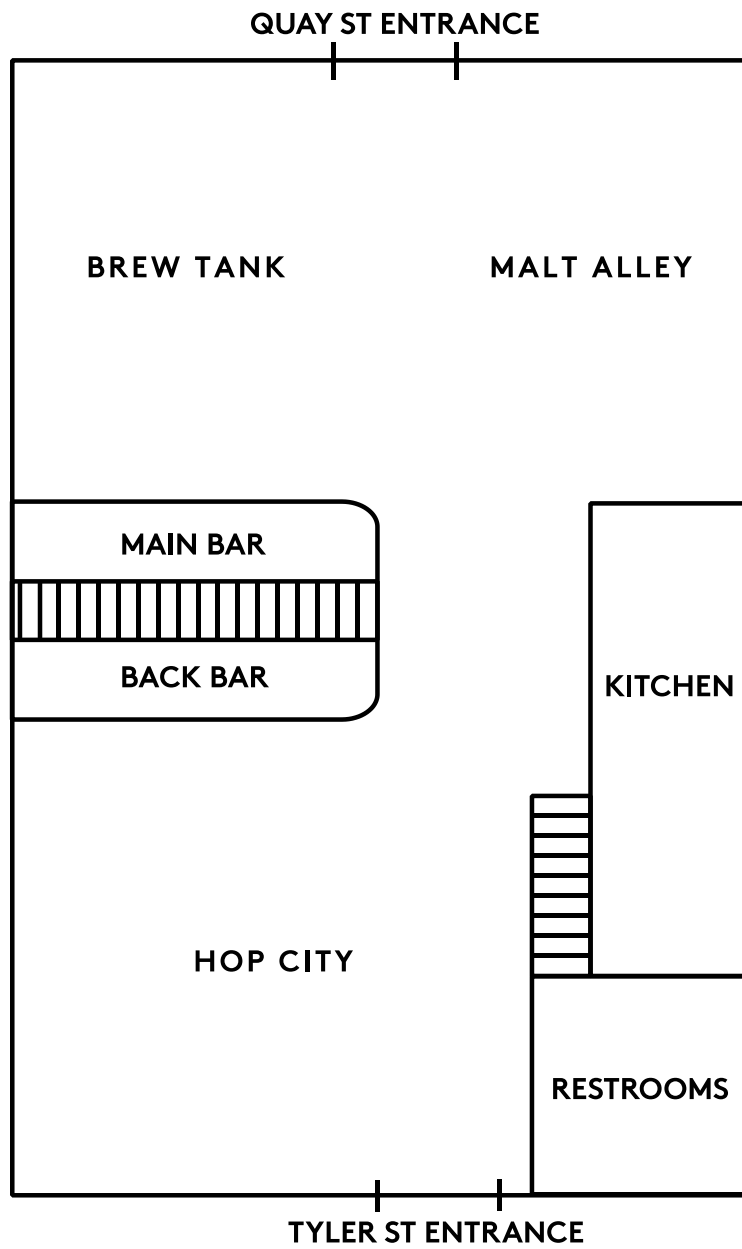 QUAY ST ENTRANCE
BREW TANK
MALT ALLEY
MAIN BAR
BACK BAR
KITCHEN
HOP CITY
RESTROOMS
TYLER ST ENTRANCE